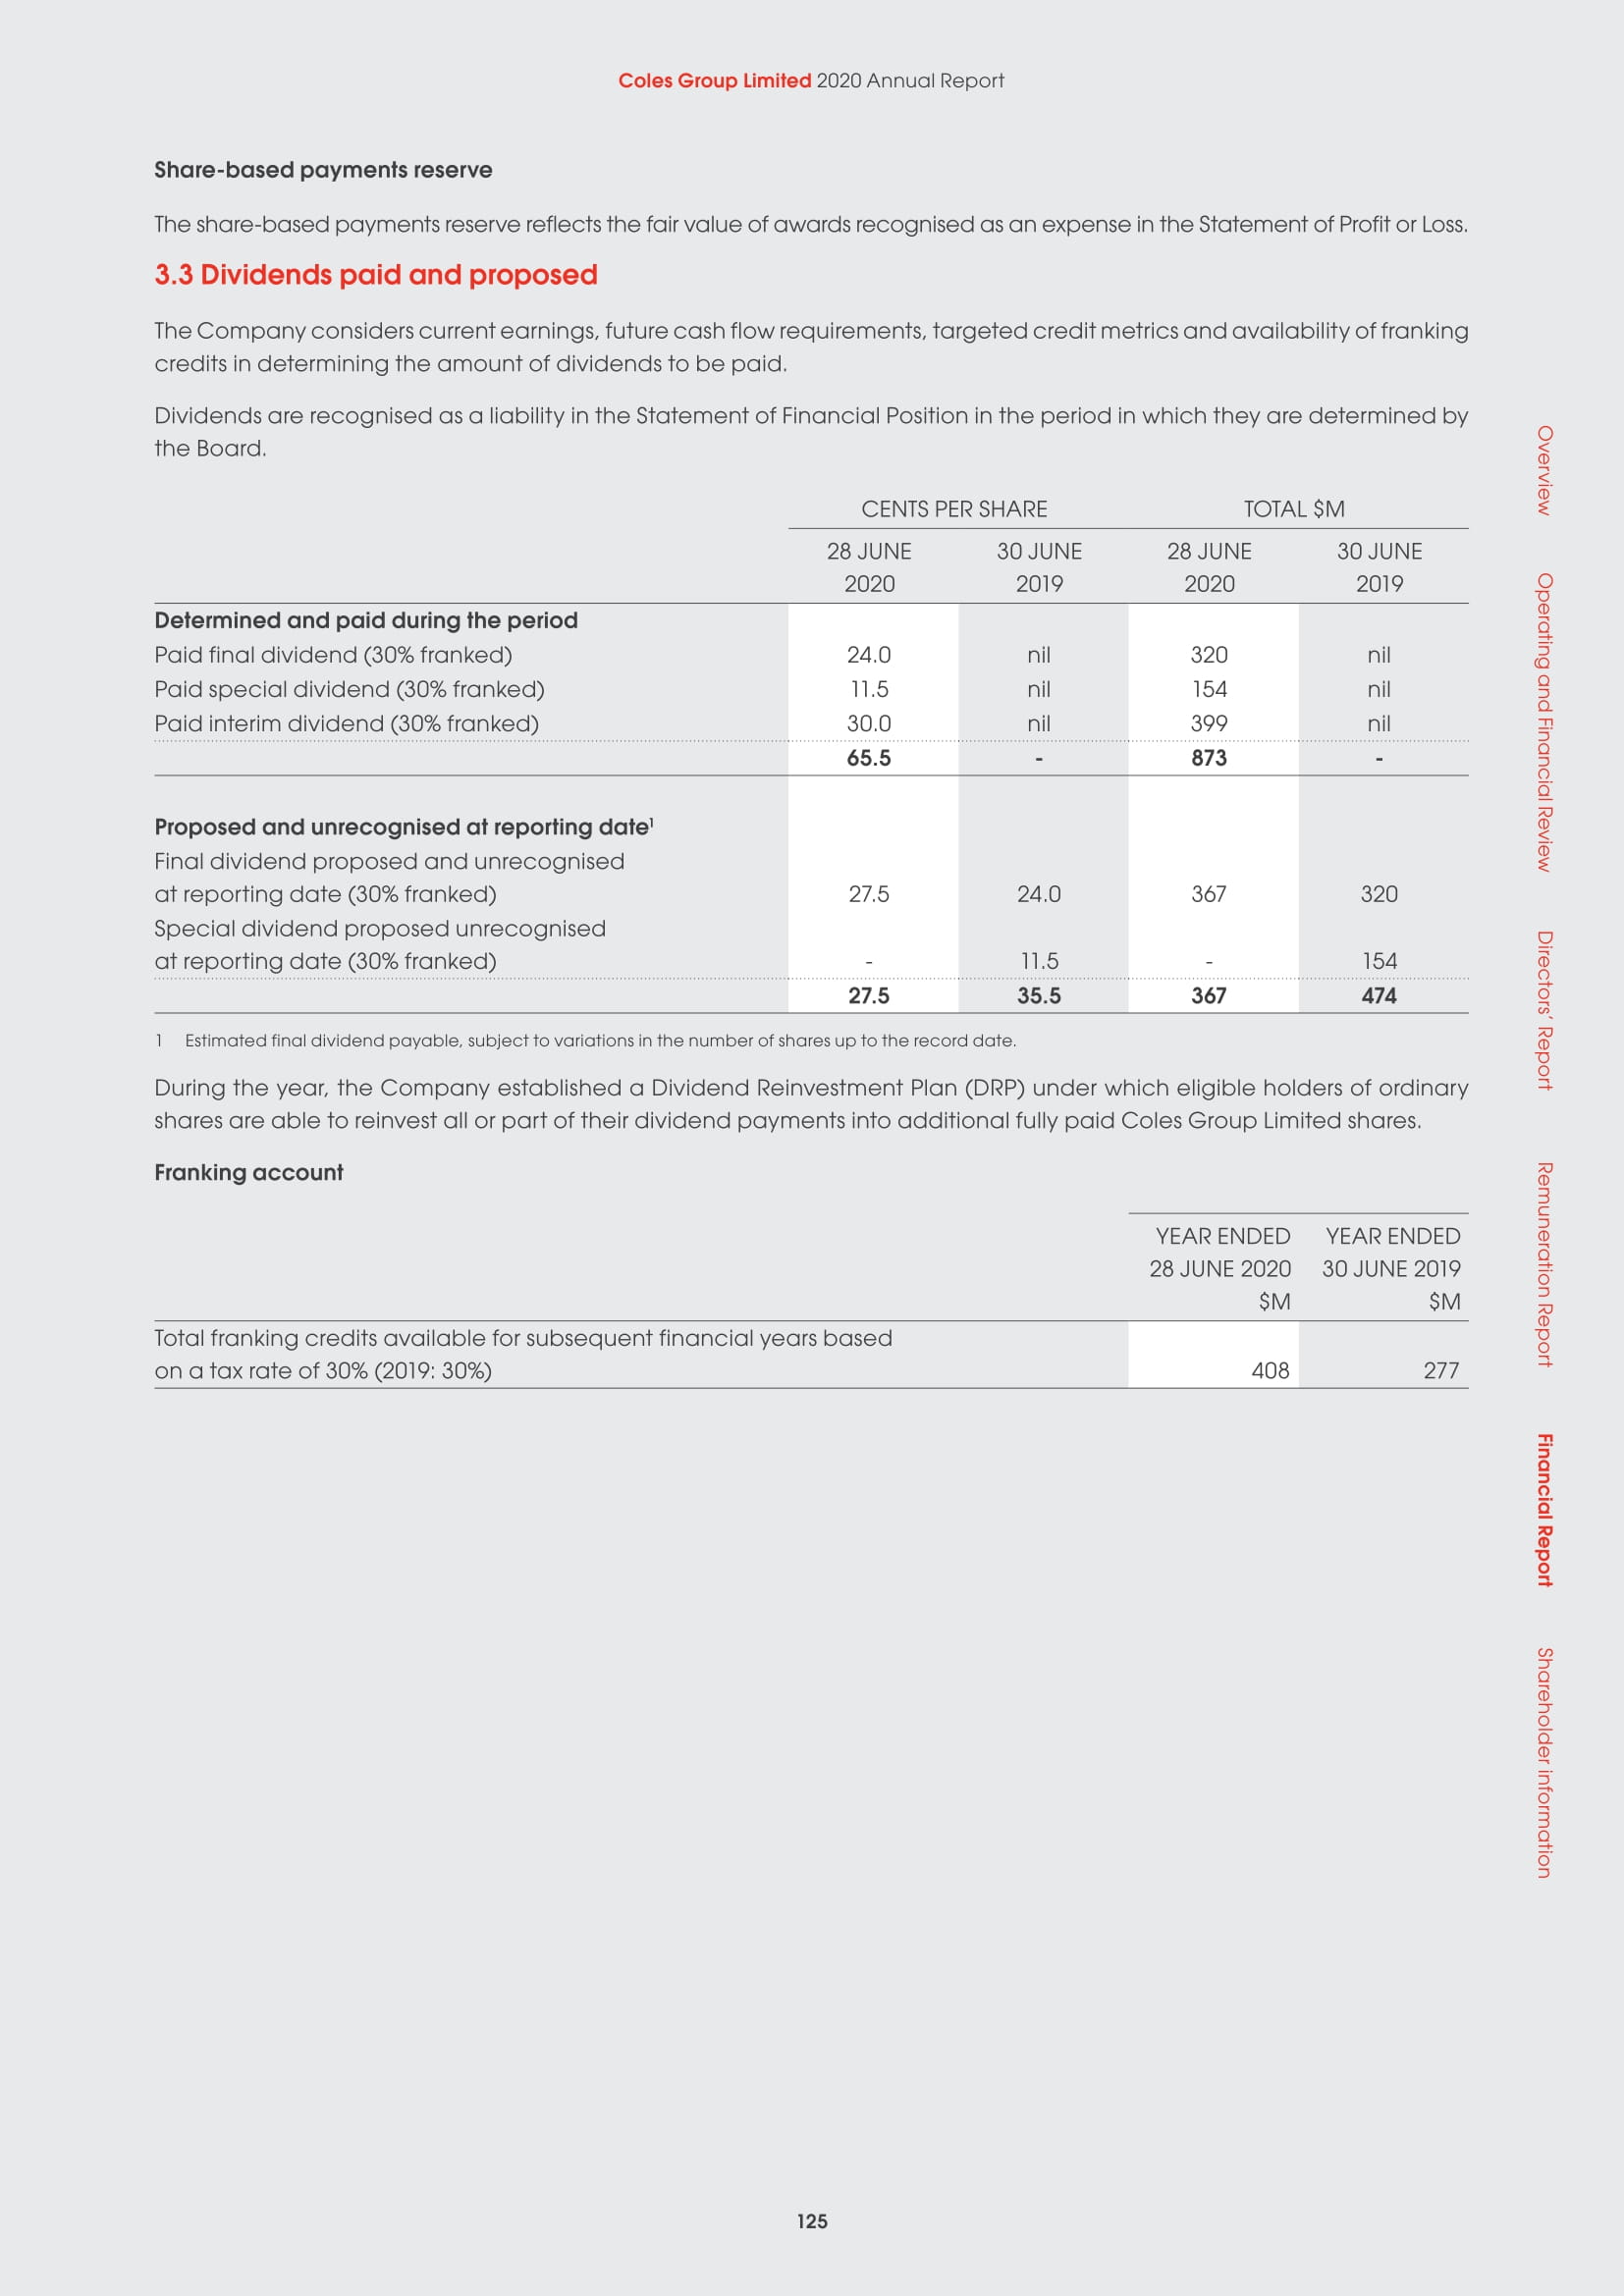 Coles Group Limited 2020 Annual Report
Share-based payments reserve
The share-based payments reserve reflects the fair value of awards recognised as an expense in the Statement of Profit or Loss.
3.3 Dividends paid and proposed
The Company considers current earnings, future cash flow requirements, targeted credit metrics and availability of franking
credits in determining the amount of dividends to be paid.
Dividends are recognised as a liability in the Statement of Financial Position in the period in which they are determined by
the Board.
CENTS PER SHARE TOTAL $M
28 JUNE 30 JUNE 28 JUNE 30 JUNE
2020 2019 2020 2019
Determined and paid during the period
Paid final dividend (30% franked) 24.0 nil 320 nil
Paid special dividend (30% franked) 11.5 nil 154 nil
Paid interim dividend (30% franked) 30.0 nil 399 nil
65.5 - 873 -
Proposed and unrecognised at reporting date¹
Final dividend proposed and unrecognised
at reporting date (30% franked) 27.5 24.0 367 320
Special dividend proposed unrecognised
at reporting date (30% franked) - 11.5 - 154
27.5 35.5 367 474
1 Estimated final dividend payable, subject to variations in the number of shares up to the record date.
During the year, the Company established a Dividend Reinvestment Plan (DRP) under which eligible holders of ordinary
shares are able to reinvest all or part of their dividend payments into additional fully paid Coles Group Limited shares.
Franking account
YEAR ENDED YEAR ENDED
28 JUNE 2020 30 JUNE 2019
$M $M
Total franking credits available for subsequent financial years based
on a tax rate of 30% (2019: 30%) 408 277
Overview
Operating and Financial Review
Directors' Report
Remuneration Report
Financial Report
Shareholder information
125